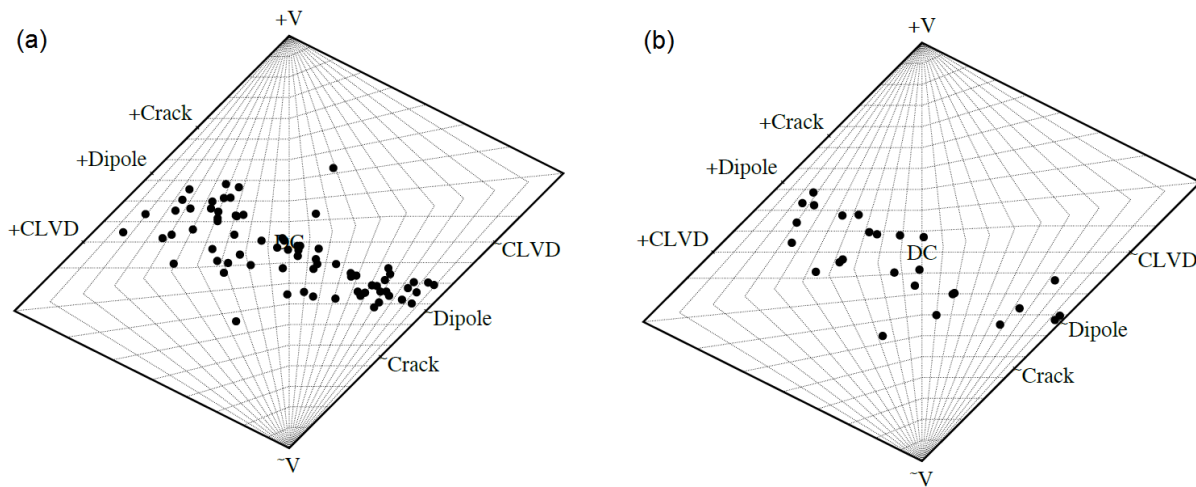 (a)
+V
+Crack
+Dipole
+CLVD
DC
~CLVD
~Dipole
~Crack
~V
(b)
+V
+Crack
+Dipole
+CLVD
DC
~CLVD
~Dipole
~Crack
~V